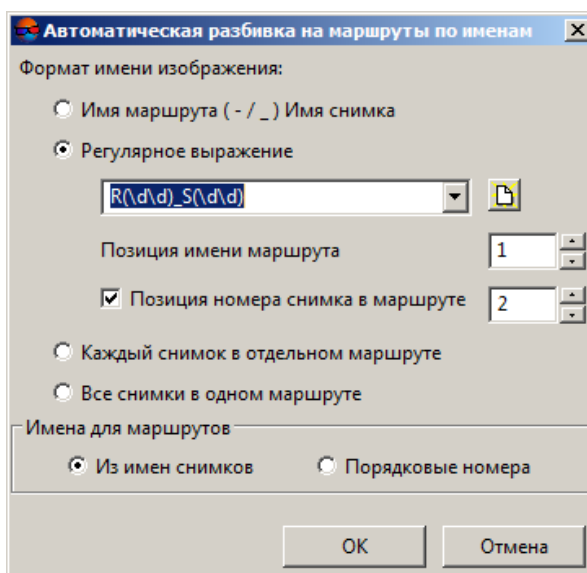 Автоматическая разбивка на маршруты по именам
Формат имени изображения:
Имя маршрута ( - / _ ) Имя снимка
Регулярное выражение
R(\d\d)_S(\d\d)
Позиция имени маршрута 1
Позиция номера снимка в маршруте 2
Каждый снимок в отдельном маршруте
Все снимки в одном маршруте
Имена для маршрутов
Из имен снимков Порядковые номера
ОК Отмена